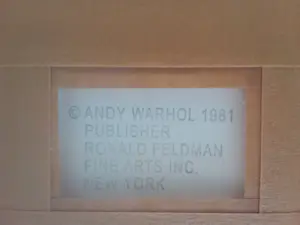 © ANDY WARHOL 1981
PUBLISHER
RONALD FELDMAN
FINE ARTS INC.
NEW YORK